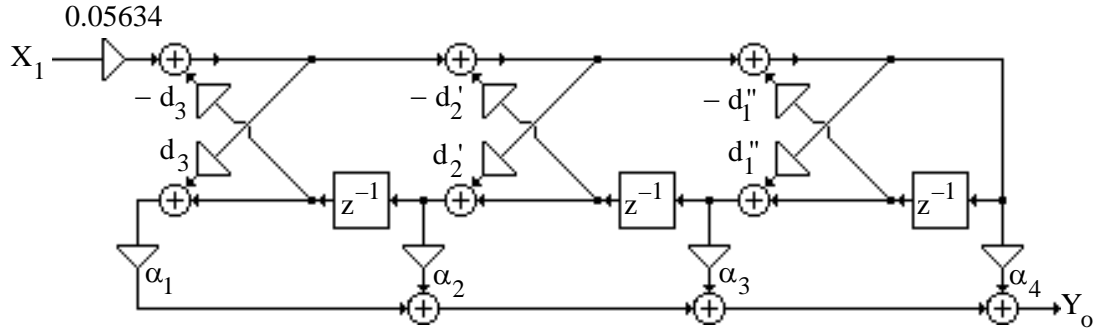 0.05634
X₁
− d₃ − d₂' − d₁"
d₃ d₂' d₁"
z⁻¹ z⁻¹ z⁻¹
α₁ α₂ α₃ α₄
Yₒ